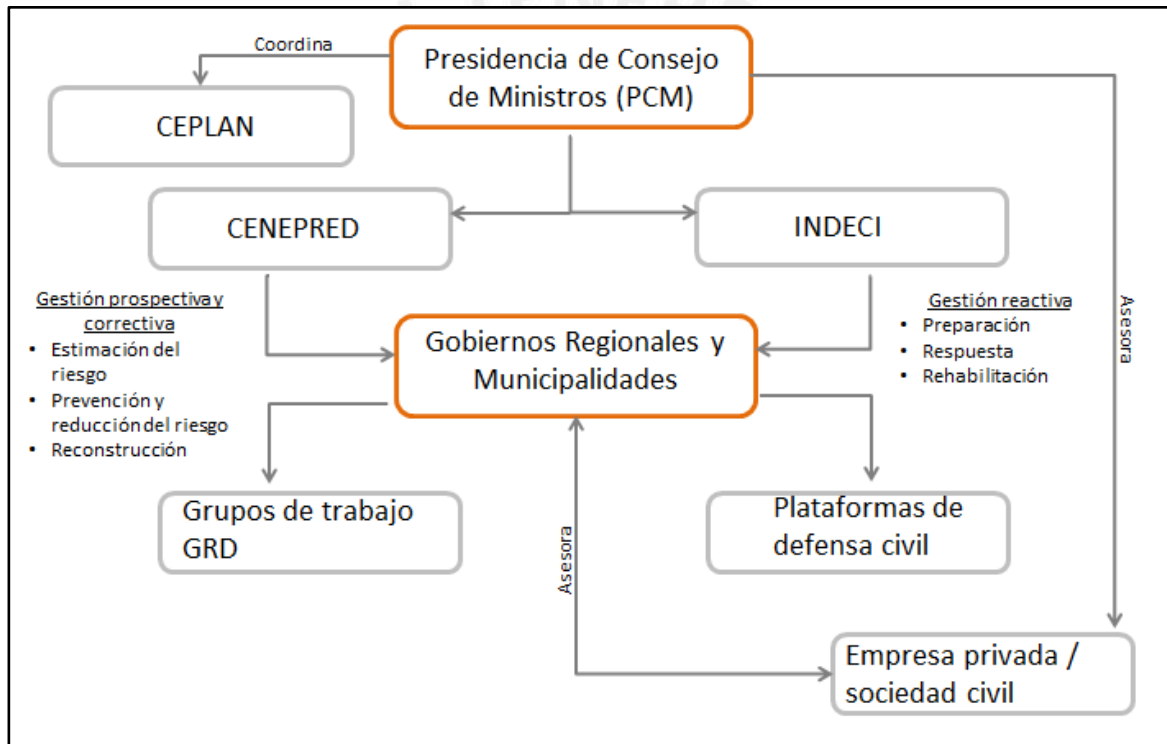 Coordina
Presidencia de Consejo
de Ministros (PCM)
CEPLAN
CENEPRED
INDECI
Gestión prospectiva y
correctiva
• Estimación del
riesgo
• Prevención y
reducción del riesgo
• Reconstrucción
Gobiernos Regionales y
Municipalidades
Gestión reactiva
• Preparación
• Respuesta
• Rehabilitación
Asesora
Grupos de trabajo
GRD
Plataformas de
defensa civil
Asesora
Empresa privada /
sociedad civil